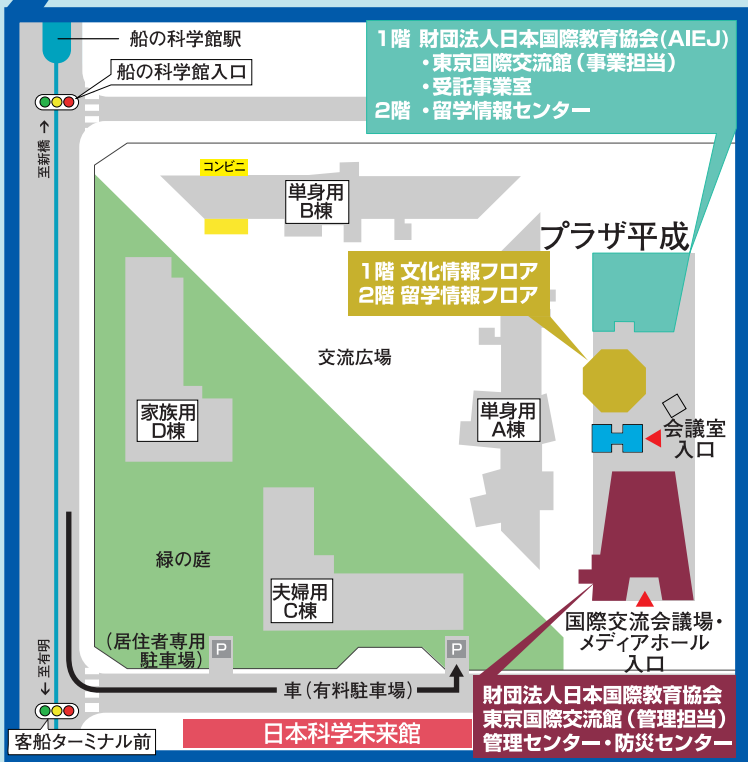 船の科学館駅
船の科学館入口
至新橋
1階 財団法人日本国際教育協会(AIEJ)
・東京国際交流館(事業担当)
・受託事業室
2階 ・留学情報センター
コンビニ
単身用
B棟
プラザ平成
1階 文化情報フロア
2階 留学情報フロア
交流広場
家族用
D棟
単身用
A棟
会議室
入口
緑の庭
夫婦用
C棟
国際交流会議場・
メディアホール
入口
(居住者専用
駐車場)
P
P
至有明
車(有料駐車場)
財団法人日本国際教育協会
東京国際交流館(管理担当)
管理センター・防災センター
客船ターミナル前
日本科学未来館